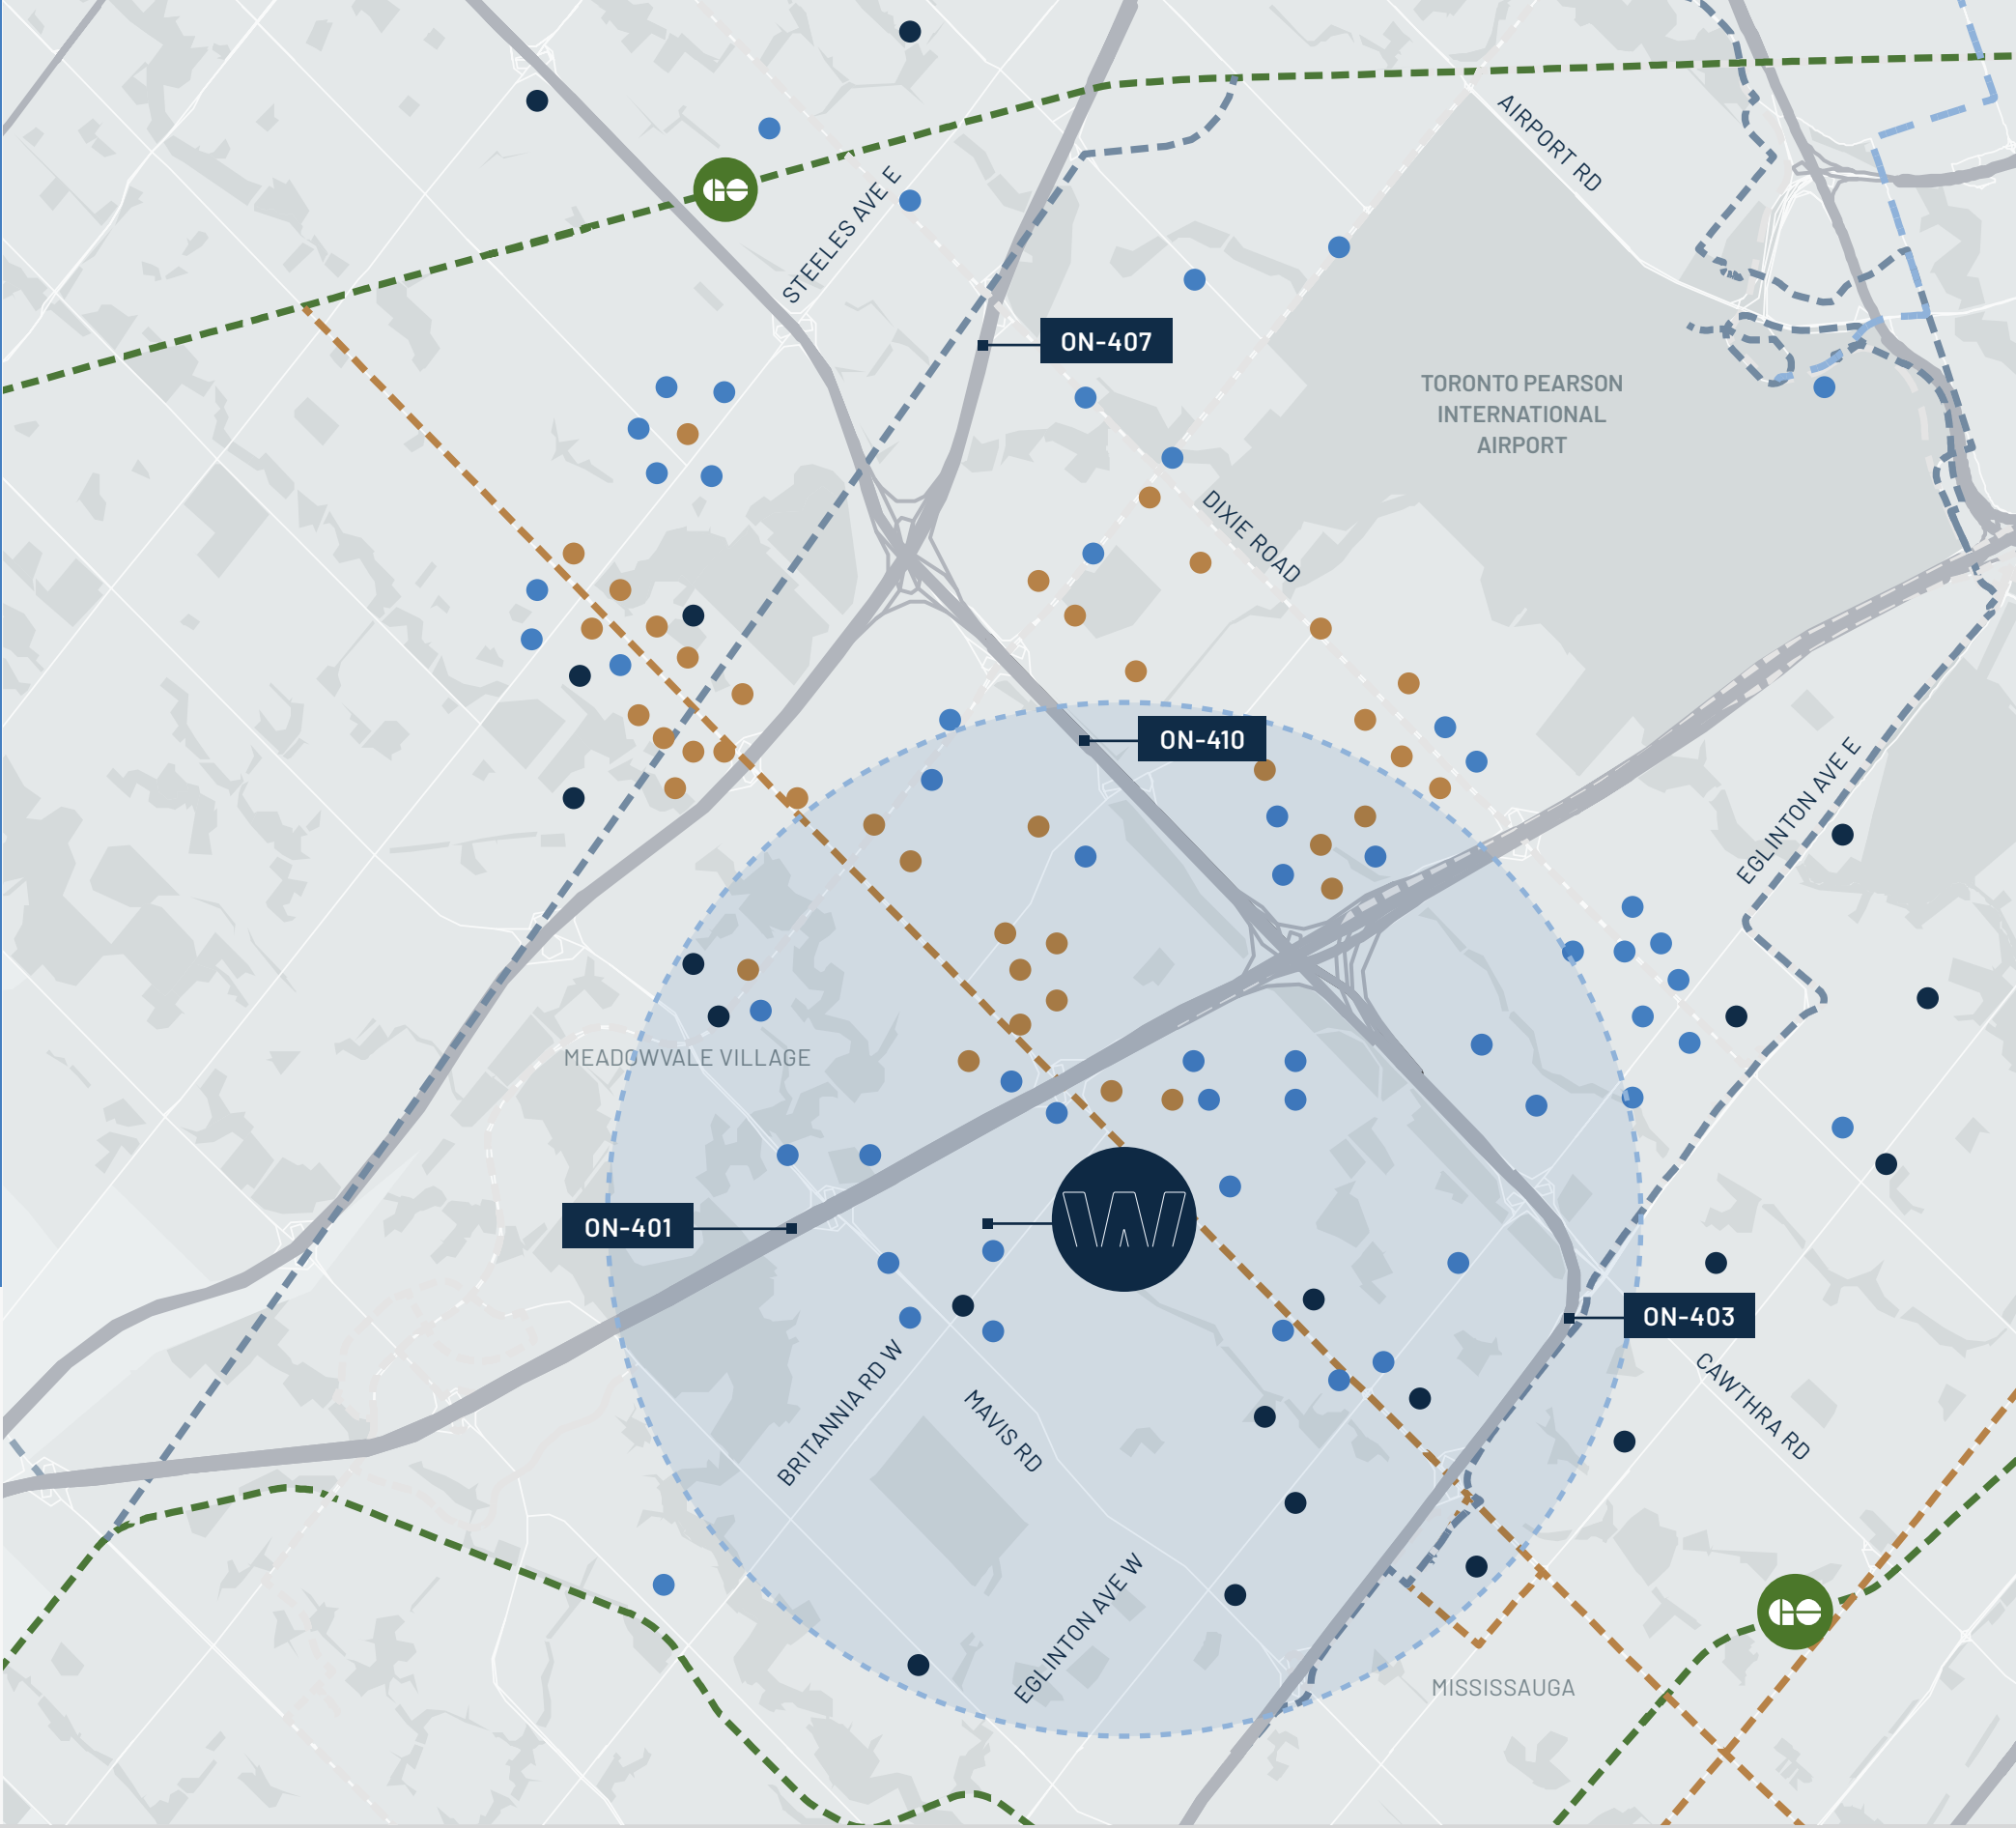 AIRPORT RD
STEELES AVE E
ON-407
TORONTO PEARSON
INTERNATIONAL
AIRPORT
DIXIE ROAD
ON-410
EGLINTON AVE E
MEADOWVALE VILLAGE
ON-401
W
ON-403
BRITANNIA RD W
MAVIS RD
CAWTHRA RD
EGLINTON AVE W
MISSISSAUGA